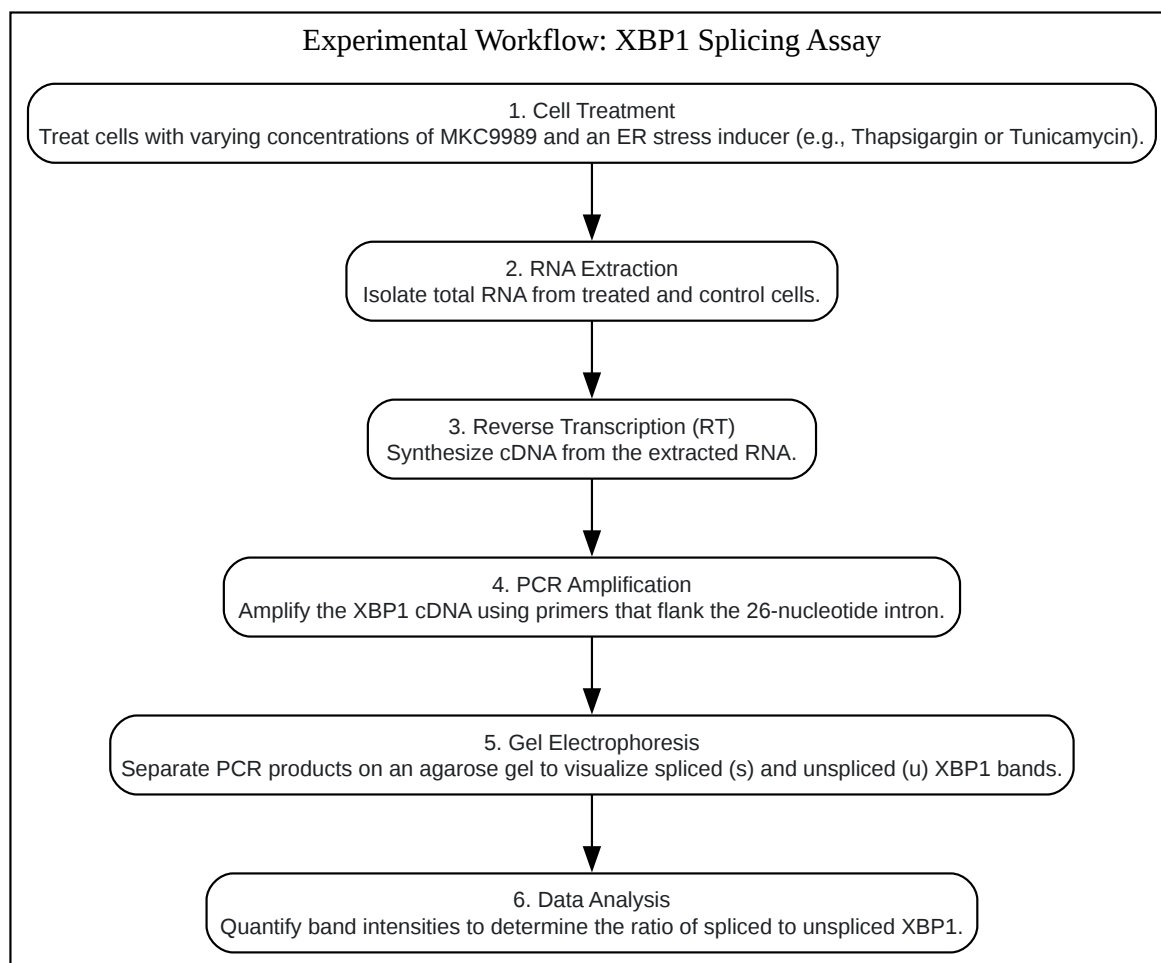 Experimental Workflow: XBP1 Splicing Assay
1. Cell Treatment
Treat cells with varying concentrations of MKC9989 and an ER stress inducer (e.g., Thapsigargin or Tunicamycin).
2. RNA Extraction
Isolate total RNA from treated and control cells.
3. Reverse Transcription (RT)
Synthesize cDNA from the extracted RNA.
4. PCR Amplification
Amplify the XBP1 cDNA using primers that flank the 26-nucleotide intron.
5. Gel Electrophoresis
Separate PCR products on an agarose gel to visualize spliced (s) and unspliced (u) XBP1 bands.
6. Data Analysis
Quantify band intensities to determine the ratio of spliced to unspliced XBP1.